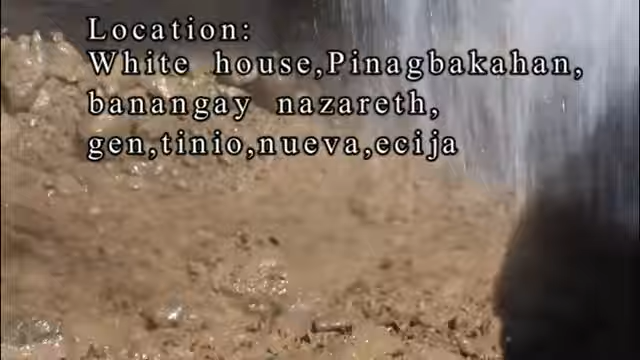 Location:
White house,Pinagbakahan,
banangay nazareth,
gen,tinio,nueva,ecija